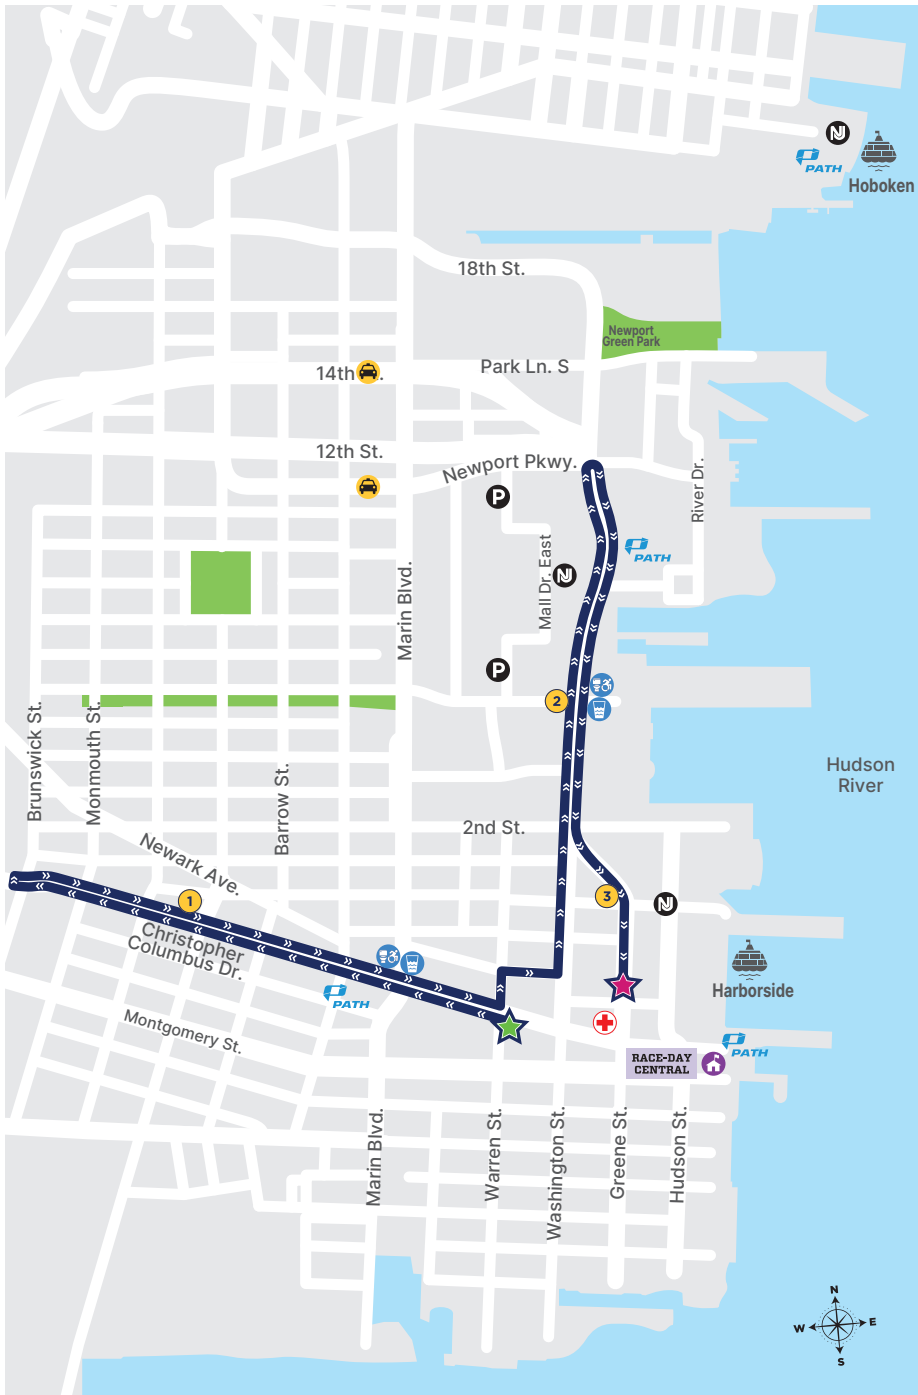 PATH
Hoboken
18th St.
Newport
Green Park
14th .
Park Ln. S
12th St.
Newport Pkwy.
P
River Dr.
PATH
Mall Dr. East
Marin Blvd.
P
2
Brunswick St.
Monmouth St.
Barrow St.
Hudson
River
2nd St.
Newark Ave.
1
3
Christopher
Columbus Dr.
PATH
Harborside
Montgomery St.
PATH
RACE-DAY
CENTRAL
Marin Blvd.
Warren St.
Washington St.
Greene St.
Hudson St.
N
W
E
S